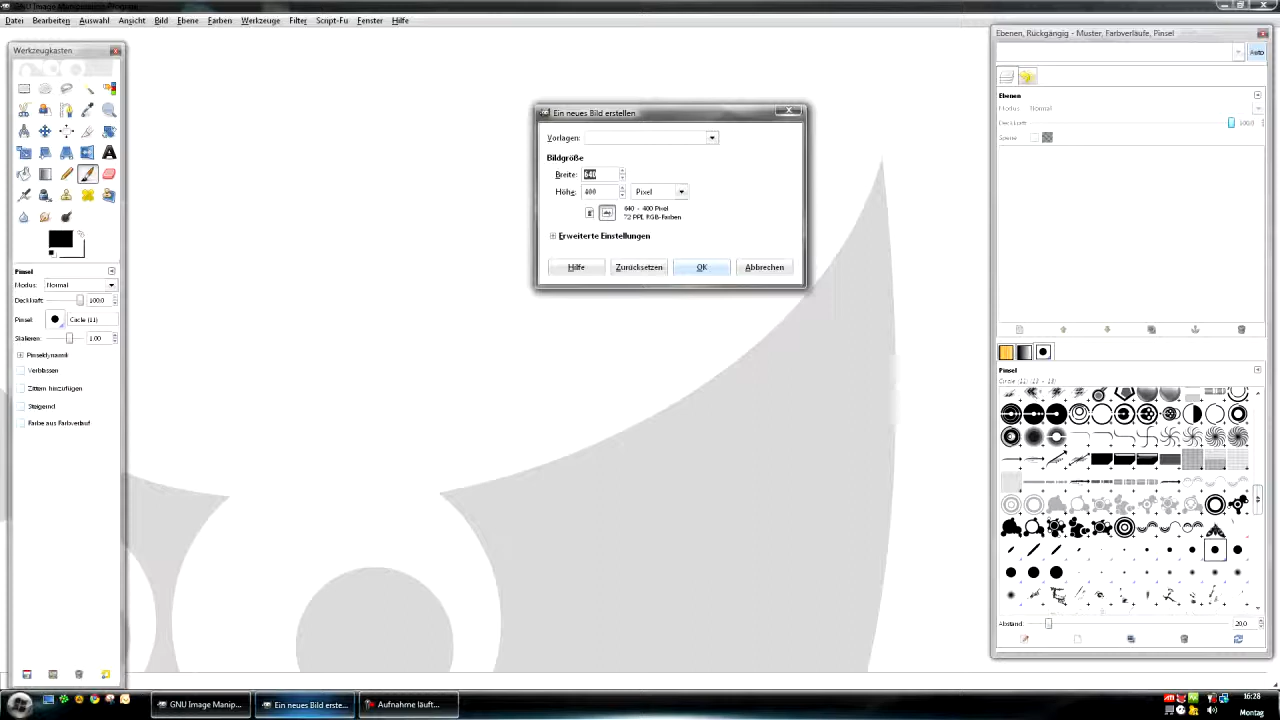 GNU Image Manipulation Program
Datei Bearbeiten Auswahl Ansicht Bild Ebene Farben Werkzeuge Filter Script-Fu Fenster Hilfe
Werkzeugkasten
Pinsel
Modus: Normal
Deckkraft: 100.0
Pinsel: Circle (11)
Skalieren: 1.00
Pinseldynamik
Verblassen
Zittern hinzufügen
Steigernd
Farbe aus Farbverlauf
Ein neues Bild erstellen
Vorlagen:
Bildgröße
Breite: 640
Höhe: 400 Pixel
640 × 400 Pixel
72 PPI, RGB-Farben
Erweiterte Einstellungen
Hilfe Zurücksetzen OK Abbrechen
Ebenen, Rückgängig - Muster, Farbverläufe, Pinsel
Auto
Ebenen
Modus: Normal
Deckkraft: 100.0
Sperre:
Pinsel
Circle (11) (13 × 13)
Abstand: 20.0
GNU Image Manip... Ein neues Bild erste... Aufnahme läuft...
16:28
Montag